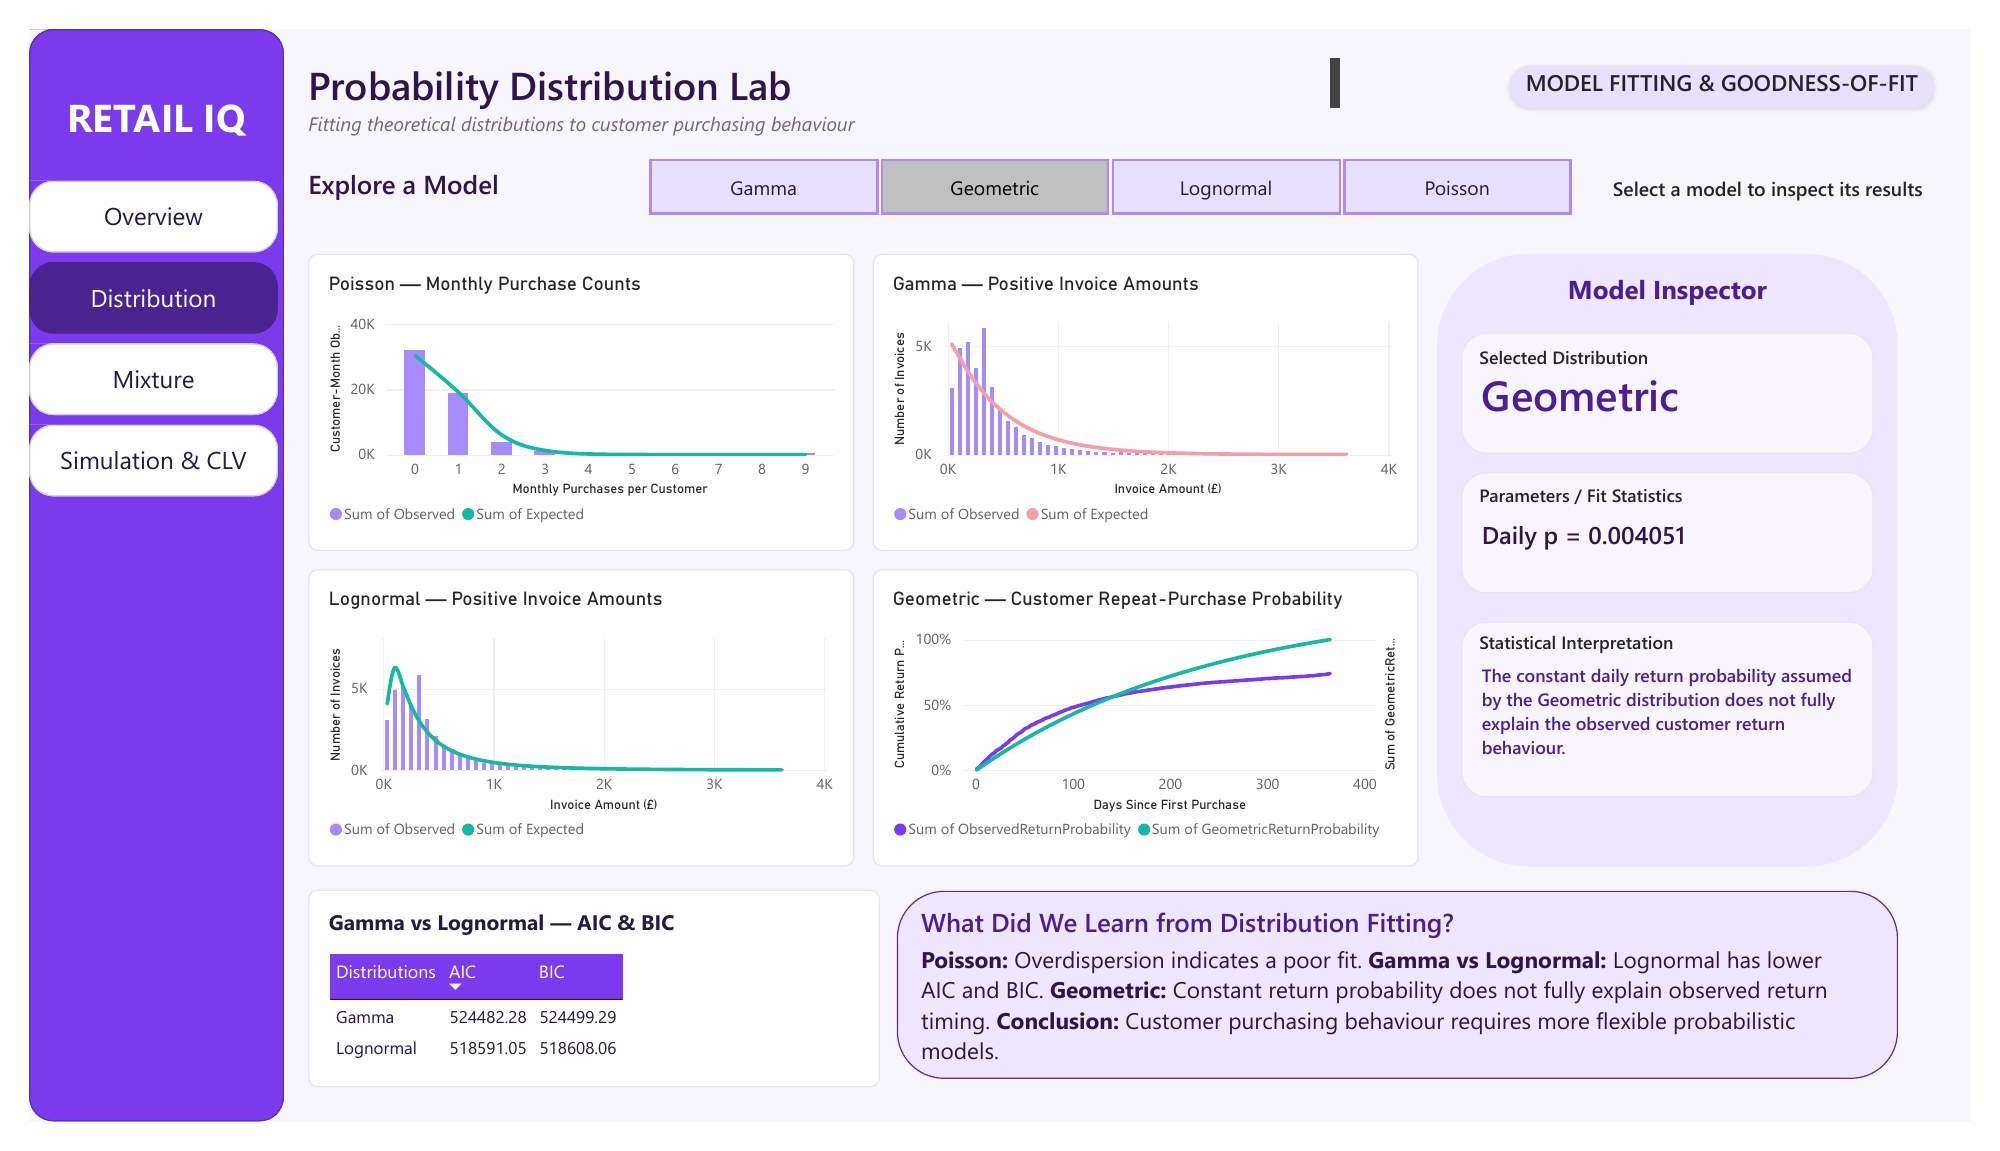 RETAIL IQ
Overview
Distribution
Mixture
Simulation & CLV
Probability Distribution Lab
Fitting theoretical distributions to customer purchasing behaviour
MODEL FITTING & GOODNESS-OF-FIT
Explore a Model
Gamma
Geometric
Lognormal
Poisson
Select a model to inspect its results
Poisson — Monthly Purchase Counts
Customer-Month Ob...
40K
20K
0K
0 1 2 3 4 5 6 7 8 9
Monthly Purchases per Customer
Sum of Observed Sum of Expected
Gamma — Positive Invoice Amounts
Number of Invoices
5K
0K
0K 1K 2K 3K 4K
Invoice Amount (£)
Sum of Observed Sum of Expected
Lognormal — Positive Invoice Amounts
Number of Invoices
5K
0K
0K 1K 2K 3K 4K
Invoice Amount (£)
Sum of Observed Sum of Expected
Geometric — Customer Repeat-Purchase Probability
Cumulative Return P...
100%
50%
0%
Sum of GeometricRet...
0 100 200 300 400
Days Since First Purchase
Sum of ObservedReturnProbability Sum of GeometricReturnProbability
Model Inspector
Selected Distribution
Geometric
Parameters / Fit Statistics
Daily p = 0.004051
Statistical Interpretation
The constant daily return probability assumed
by the Geometric distribution does not fully
explain the observed customer return
behaviour.
Gamma vs Lognormal — AIC & BIC
Distributions AIC BIC
Gamma 524482.28 524499.29
Lognormal 518591.05 518608.06
What Did We Learn from Distribution Fitting?
Poisson: Overdispersion indicates a poor fit. Gamma vs Lognormal: Lognormal has lower
AIC and BIC. Geometric: Constant return probability does not fully explain observed return
timing. Conclusion: Customer purchasing behaviour requires more flexible probabilistic
models.